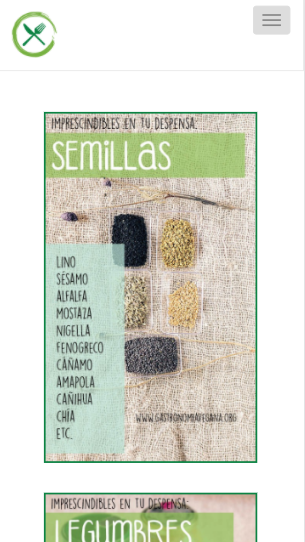 IMPRESCINDIBLES EN TU DESPENSA:
SEMILLAS
LINO
SÉSAMO
ALFALFA
MOSTAZA
NIGELLA
FENOGRECO
CÁÑAMO
AMAPOLA
CAÑIHUA
CHÍA
ETC.
WWW.GASTRONOMIAVEGANA.ORG
IMPRESCINDIBLES EN TU DESPENSA:
LEGUMBRES